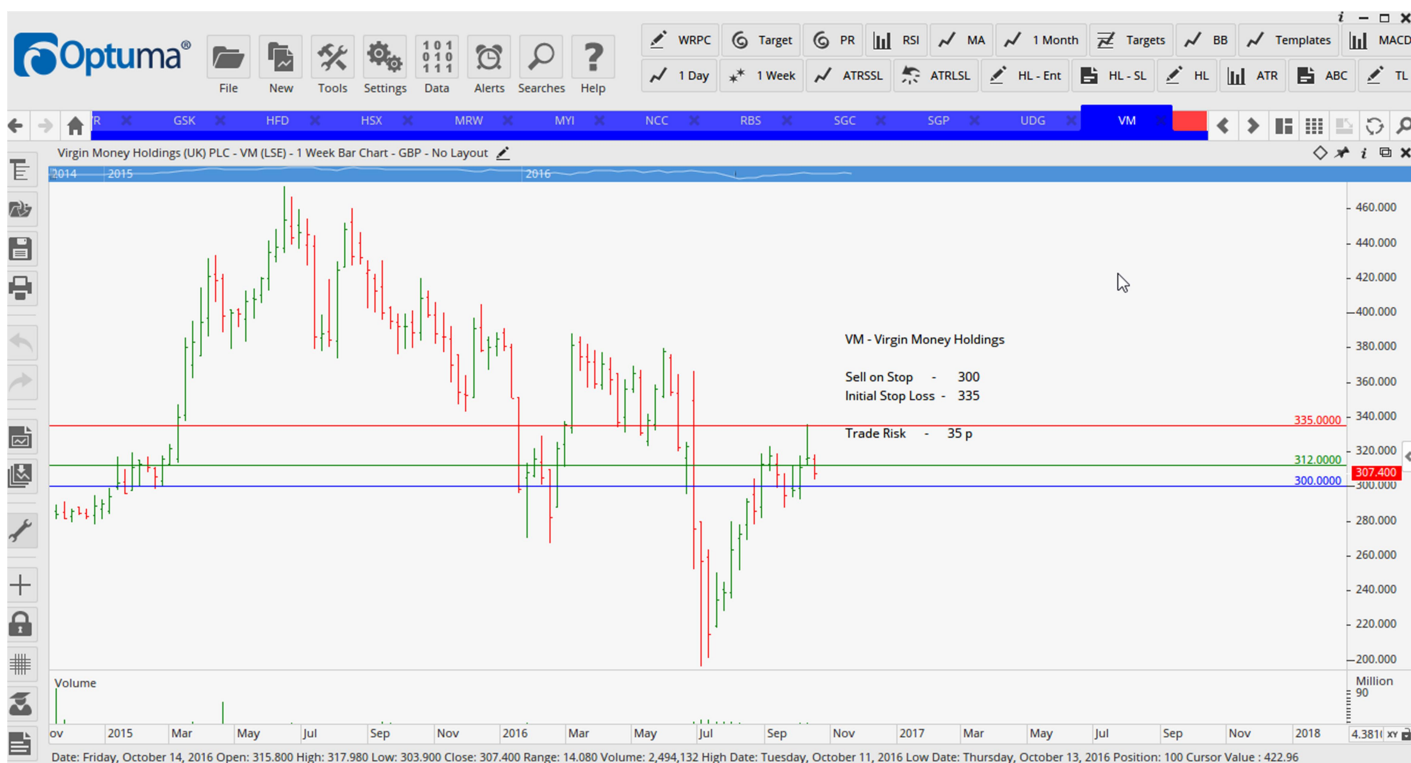 i
Optuma®
File
New
Tools
Settings
101
010
111
Data
Alerts
Searches
Help
WRPC
Target
PR
RSI
MA
1 Month
Targets
BB
Templates
MACD
1 Day
1 Week
ATRSSL
ATRLSL
HL - Ent
HL - SL
HL
ATR
ABC
TL
GSK
HFD
HSX
MRW
MYI
NCC
RBS
SGC
SGP
UDG
VM
Virgin Money Holdings (UK) PLC - VM (LSE) - 1 Week Bar Chart - GBP - No Layout
i
2014
2015
2016
460.000
440.000
420.000
400.000
380.000
360.000
340.000
320.000
307.400
300.000
280.000
260.000
240.000
220.000
200.000
VM - Virgin Money Holdings
Sell on Stop - 300
Initial Stop Loss - 335
Trade Risk - 35 p
335.0000
312.0000
300.0000
Volume
Million
90
ov 2015 Mar May Jul Sep Nov 2016 Mar May Jul Sep Nov 2017 Mar May Jul Sep Nov 2018 XY
Date: Friday, October 14, 2016 Open: 315.800 High: 317.980 Low: 303.900 Close: 307.400 Range: 14.080 Volume: 2,494,132 High Date: Tuesday, October 11, 2016 Low Date: Thursday, October 13, 2016 Position: 100 Cursor Value : 422.96